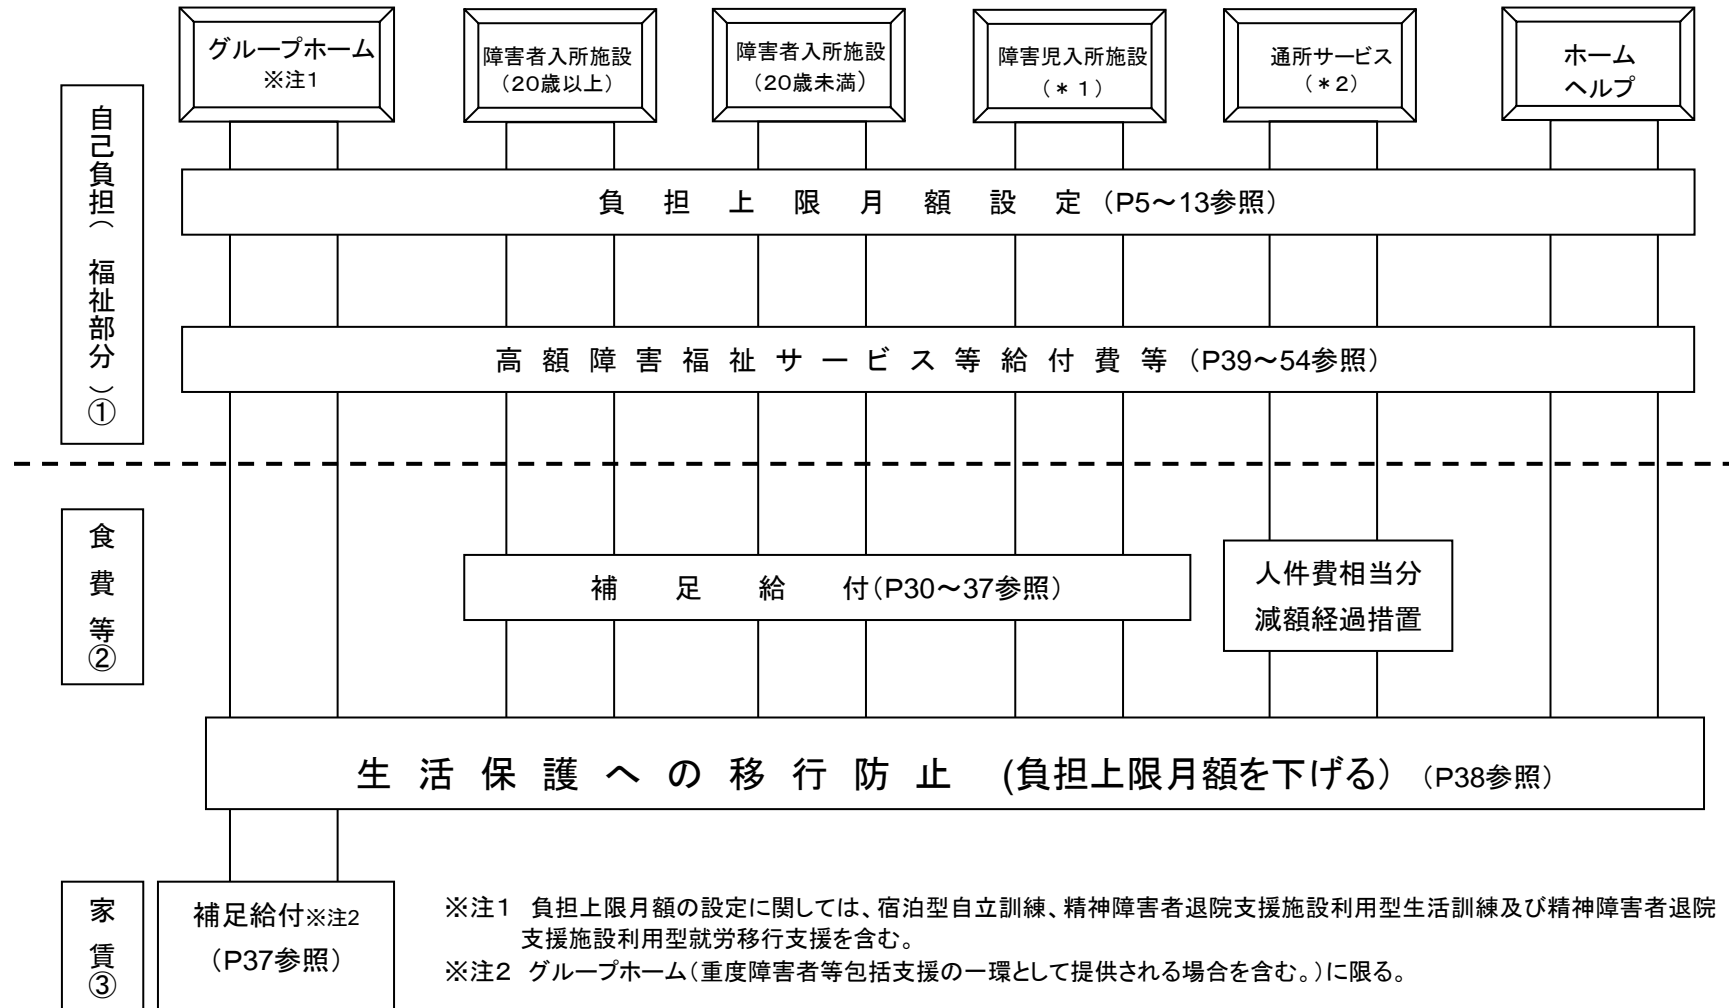 グループホーム
※注1
障害者入所施設
(20歳以上)
障害者入所施設
(20歳未満)
障害児入所施設
(＊1)
通所サービス
(＊2)
ホーム
ヘルプ
自己負担(福祉部分)①
負担上限月額設定(P5～13参照)
高額障害福祉サービス等給付費等(P39～54参照)
食費等②
補足給付(P30～37参照)
人件費相当分
減額経過措置
生活保護への移行防止 (負担上限月額を下げる) (P38参照)
家賃③
補足給付※注2
(P37参照)
※注1 負担上限月額の設定に関しては、宿泊型自立訓練、精神障害者退院支援施設利用型生活訓練及び精神障害者退院
支援施設利用型就労移行支援を含む。
※注2 グループホーム(重度障害者等包括支援の一環として提供される場合を含む。)に限る。